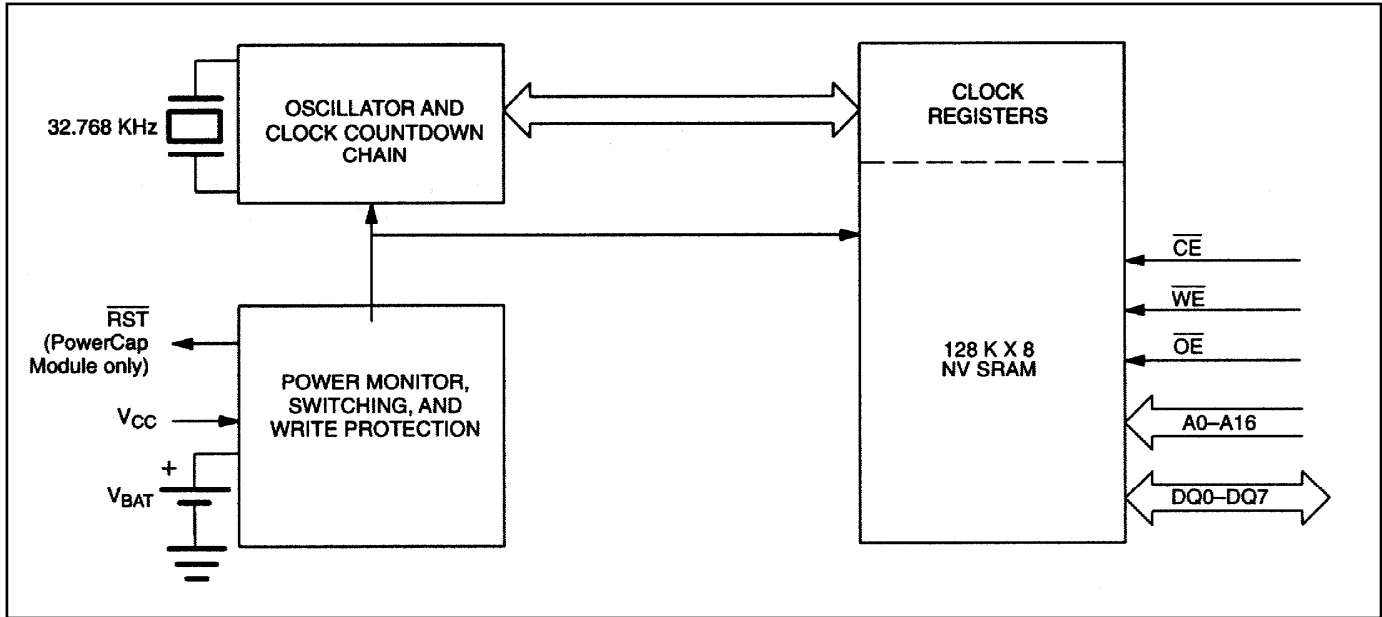 32.768 KHz
OSCILLATOR AND
CLOCK COUNTDOWN
CHAIN
CLOCK
REGISTERS
RST
(PowerCap
Module only)
VCC
+
VBAT
POWER MONITOR,
SWITCHING, AND
WRITE PROTECTION
128 K X 8
NV SRAM
CE
WE
OE
A0–A16
DQ0–DQ7